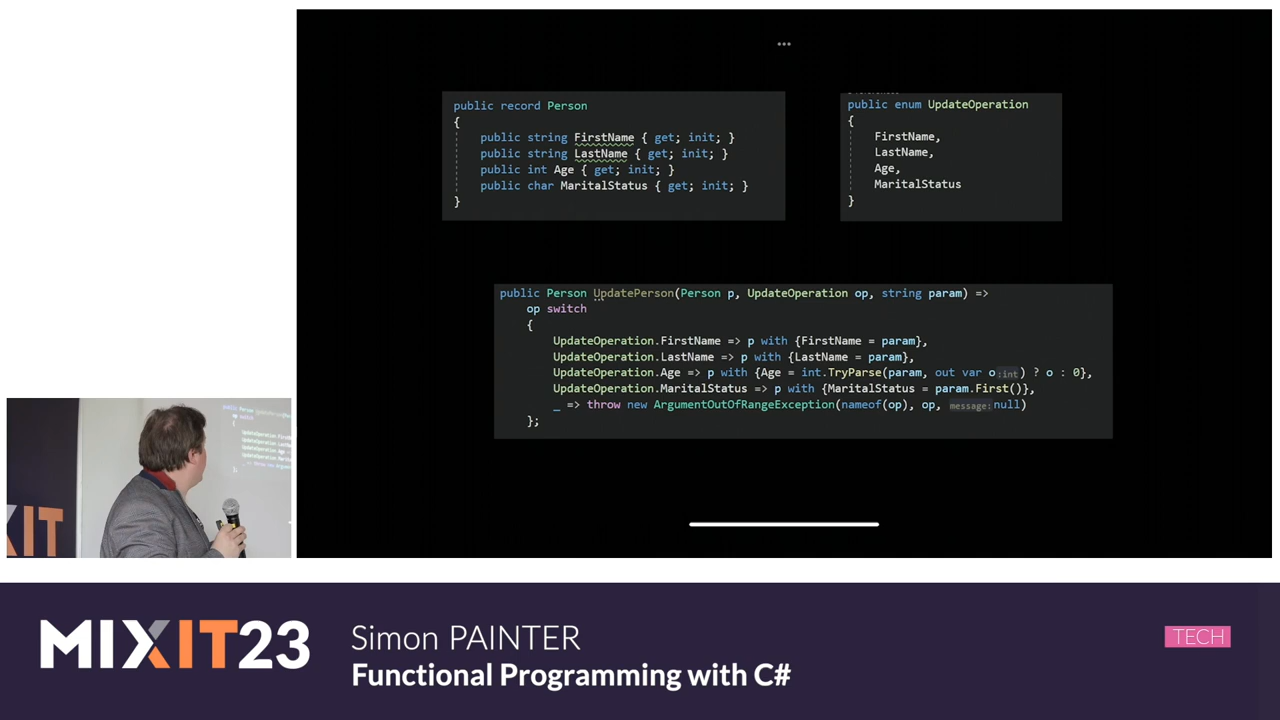 ...
public record Person
{
public string FirstName { get; init; }
public string LastName { get; init; }
public int Age { get; init; }
public char MaritalStatus { get; init; }
}
public enum UpdateOperation
{
FirstName,
LastName,
Age,
MaritalStatus
}
public Person UpdatePerson(Person p, UpdateOperation op, string param) =>
op switch
{
UpdateOperation.FirstName => p with {FirstName = param},
UpdateOperation.LastName => p with {LastName = param},
UpdateOperation.Age => p with {Age = int.TryParse(param, out var o:int) ? o : 0},
UpdateOperation.MaritalStatus => p with {MaritalStatus = param.First()},
_ => throw new ArgumentOutOfRangeException(nameof(op), op, message:null)
};
XIT
MIXIT23
Simon PAINTER
Functional Programming with C#
TECH